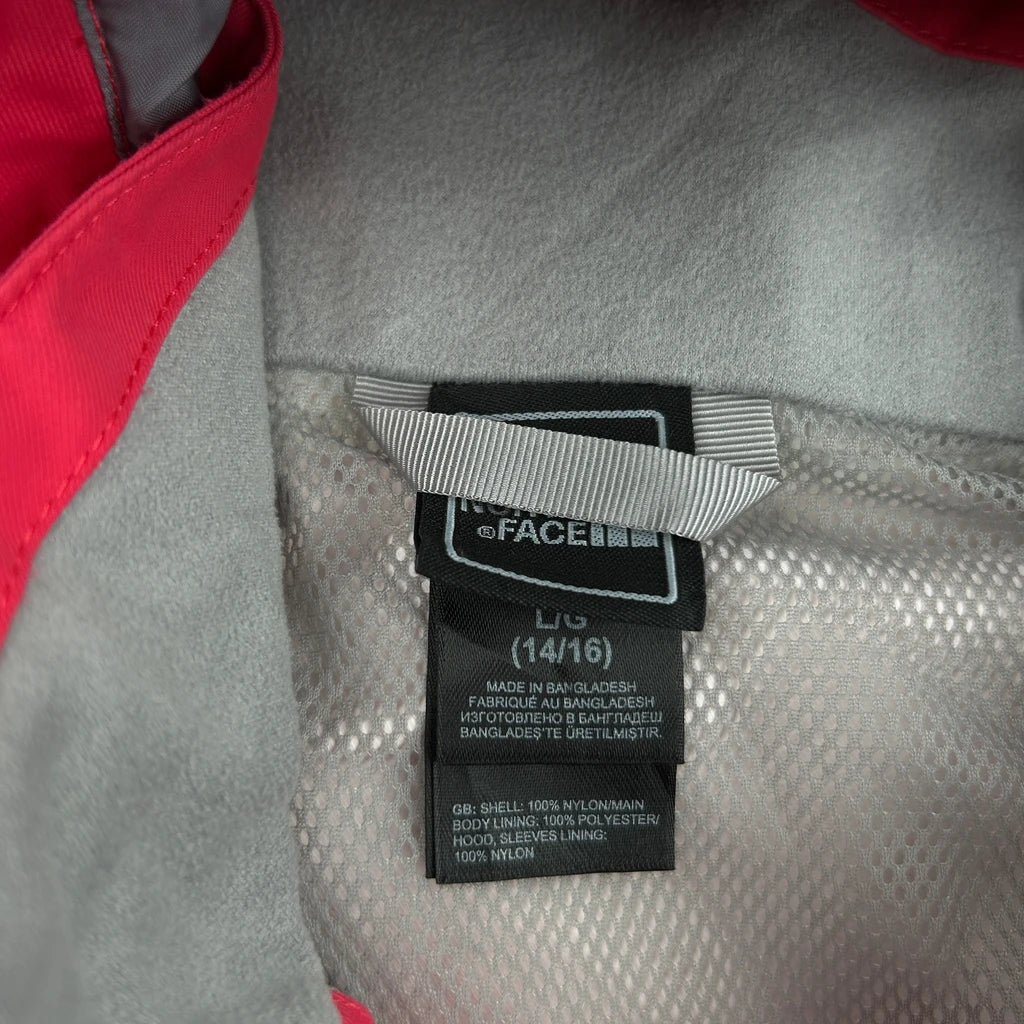 ®FACE
L/G
(14/16)
MADE IN BANGLADESH
FABRIQUÉ AU BANGLADESH
ИЗГОТОВЛЕНО В БАНГЛАДЕШ
BANGLADEŞ'TE ÜRETILMIŞTIR.
GB: SHELL: 100% NYLON/MAIN
BODY LINING: 100% POLYESTER/
HOOD, SLEEVES LINING:
100% NYLON